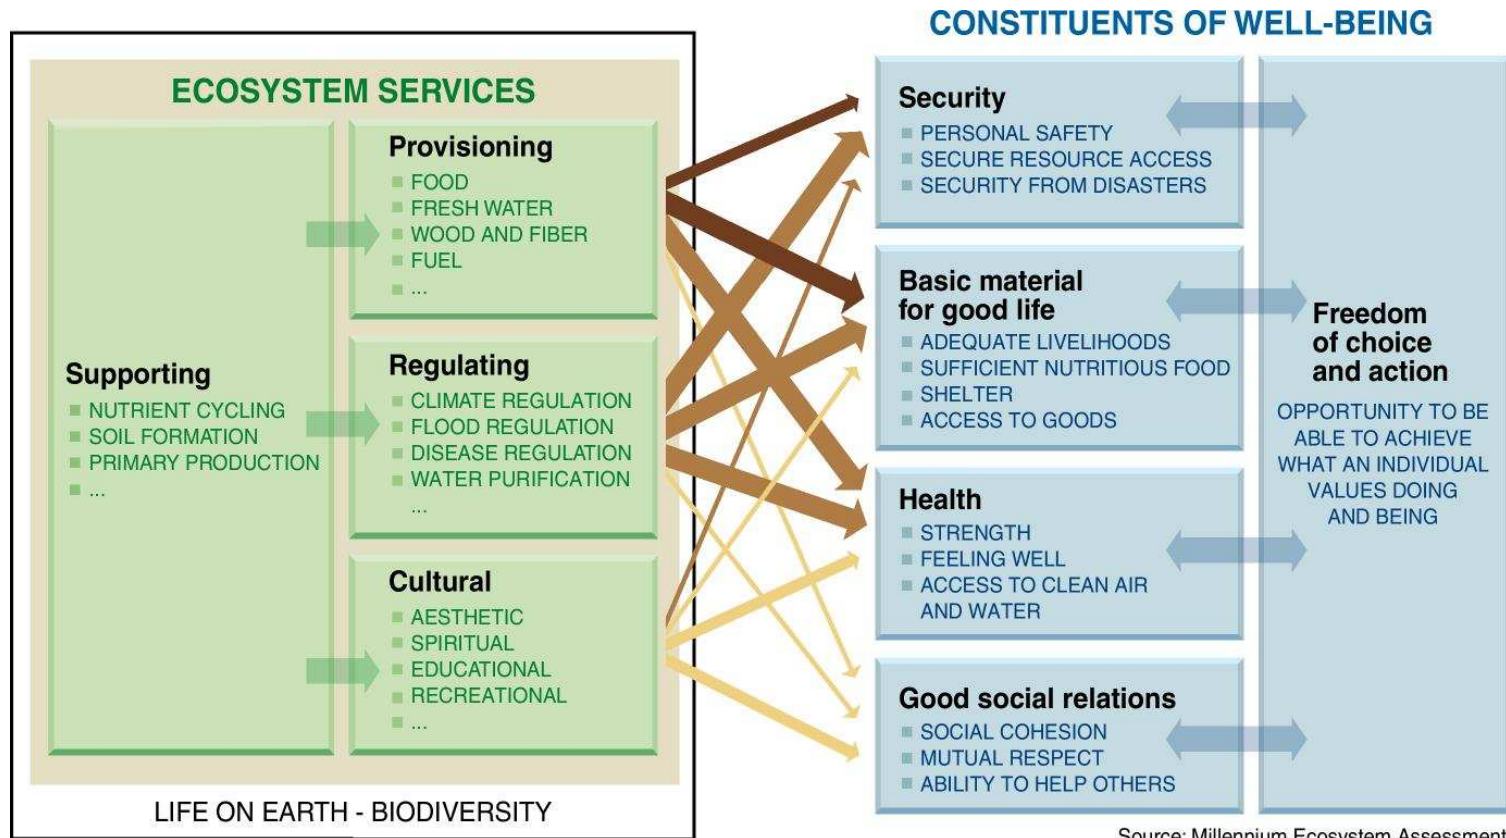 CONSTITUENTS OF WELL-BEING
ECOSYSTEM SERVICES
Supporting
NUTRIENT CYCLING
SOIL FORMATION
PRIMARY PRODUCTION
...
Provisioning
FOOD
FRESH WATER
WOOD AND FIBER
FUEL
...
Regulating
CLIMATE REGULATION
FLOOD REGULATION
DISEASE REGULATION
WATER PURIFICATION
...
Cultural
AESTHETIC
SPIRITUAL
EDUCATIONAL
RECREATIONAL
...
LIFE ON EARTH - BIODIVERSITY
Security
PERSONAL SAFETY
SECURE RESOURCE ACCESS
SECURITY FROM DISASTERS
Basic material
for good life
ADEQUATE LIVELIHOODS
SUFFICIENT NUTRITIOUS FOOD
SHELTER
ACCESS TO GOODS
Health
STRENGTH
FEELING WELL
ACCESS TO CLEAN AIR
AND WATER
Good social relations
SOCIAL COHESION
MUTUAL RESPECT
ABILITY TO HELP OTHERS
Freedom
of choice
and action
OPPORTUNITY TO BE
ABLE TO ACHIEVE
WHAT AN INDIVIDUAL
VALUES DOING
AND BEING
Source: Millennium Ecosystem Assessment